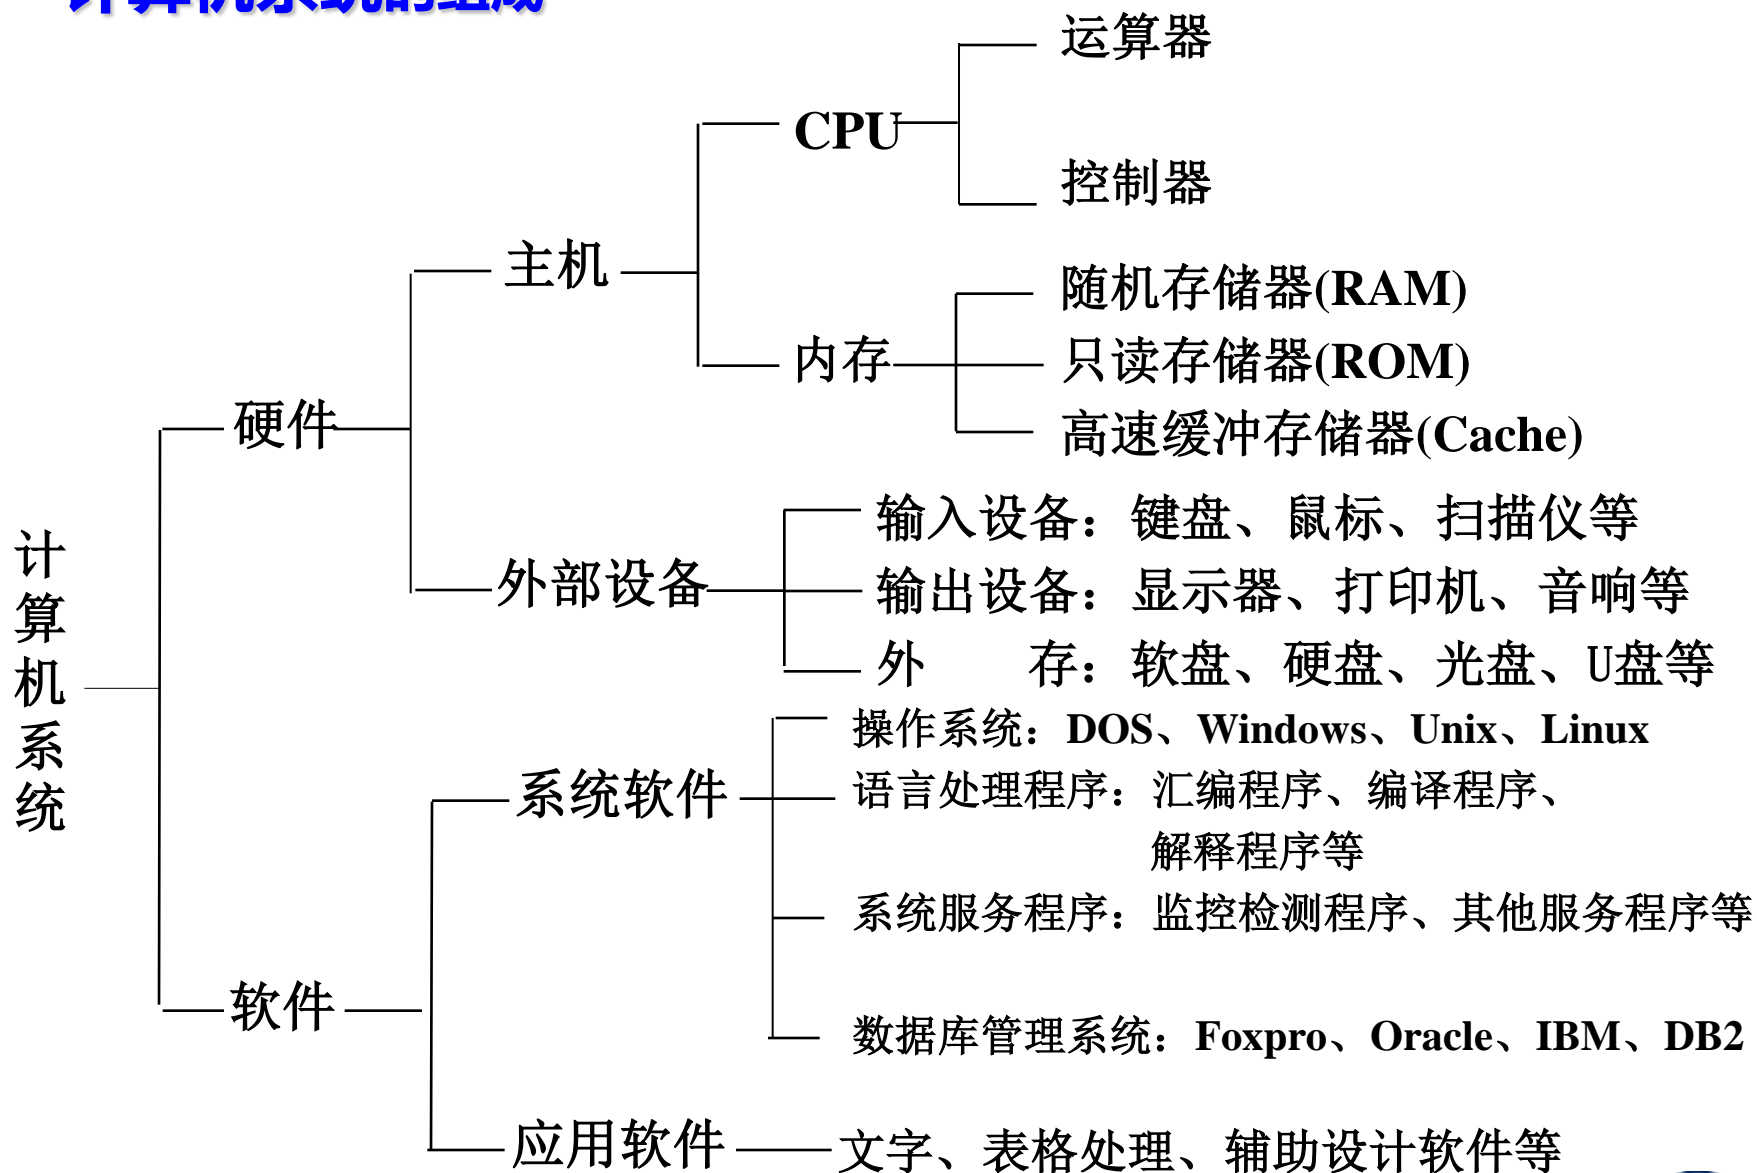 计算机系统的组成
运算器
CPU
控制器
主机
随机存储器(RAM)
内存
只读存储器(ROM)
高速缓冲存储器(Cache)
硬件
输入设备：键盘、鼠标、扫描仪等
外部设备
输出设备：显示器、打印机、音响等
外　　存：软盘、硬盘、光盘、U盘等
计算机系统
操作系统：DOS、Windows、Unix、Linux
系统软件
语言处理程序：汇编程序、编译程序、
解释程序等
系统服务程序：监控检测程序、其他服务程序等
软件
数据库管理系统：Foxpro、Oracle、IBM、DB2
应用软件
文字、表格处理、辅助设计软件等